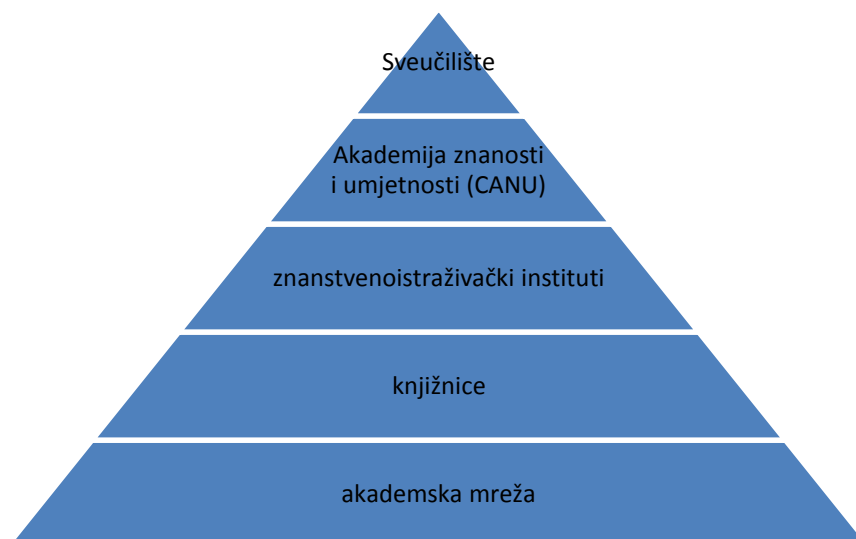 Sveučilište
Akademija znanosti
i umjetnosti (CANU)
znanstvenoistraživački instituti
knjižnice
akademska mreža